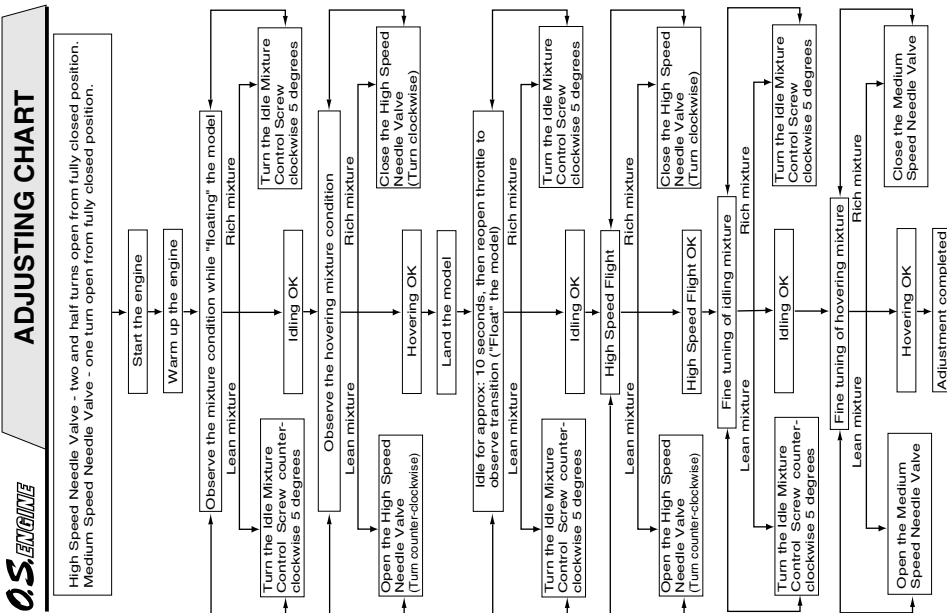 O.S.ENGINE
ADJUSTING CHART
High Speed Needle Valve - two and half turns open from fully closed position.
Medium Speed Needle Valve - one turn open from fully closed position.
Start the engine
Warm up the engine
Observe the mixture condition while "floating" the model
Lean mixture
Rich mixture
Turn the Idle Mixture
Control Screw counter-
clockwise 5 degrees
Idling OK
Turn the Idle Mixture
Control Screw
clockwise 5 degrees
Observe the hovering mixture condition
Lean mixture
Rich mixture
Open the High Speed
Needle Valve
(Turn counter-clockwise)
Hovering OK
Close the High Speed
Needle Valve
(Turn clockwise)
Land the model
Idle for approx: 10 seconds, then reopen throttle to
observe transition ("Float" the model)
Lean mixture
Rich mixture
Turn the Idle Mixture
Control Screw counter-
clockwise 5 degrees
Idling OK
Turn the Idle Mixture
Control Screw
clockwise 5 degrees
High Speed Flight
Lean mixture
Rich mixture
Open the High Speed
Needle Valve
(Turn counter-clockwise)
High Speed Flight OK
Close the High Speed
Needle Valve
(Turn clockwise)
Fine tuning of idling mixture
Lean mixture
Rich mixture
Turn the Idle Mixture
Control Screw counter-
clockwise 5 degrees
Idling OK
Turn the Idle Mixture
Control Screw
clockwise 5 degrees
Fine tuning of hovering mixture
Lean mixture
Rich mixture
Open the Medium
Speed Needle Valve
Hovering OK
Close the Medium
Speed Needle Valve
Adjustment completed